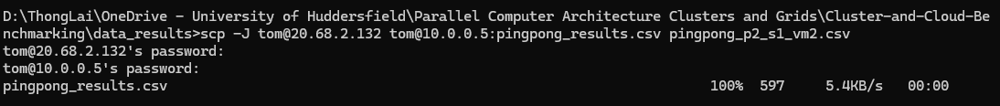 D:\ThongLai\OneDrive - University of Huddersfield\Parallel Computer Architecture Clusters and Grids\Cluster-and-Cloud-Be
nchmarking\data_results>scp -J tom@20.68.2.132 tom@10.0.0.5:pingpong_results.csv pingpong_p2_s1_vm2.csv
tom@20.68.2.132's password:
tom@10.0.0.5's password:
pingpong_results.csv 100% 597 5.4KB/s 00:00